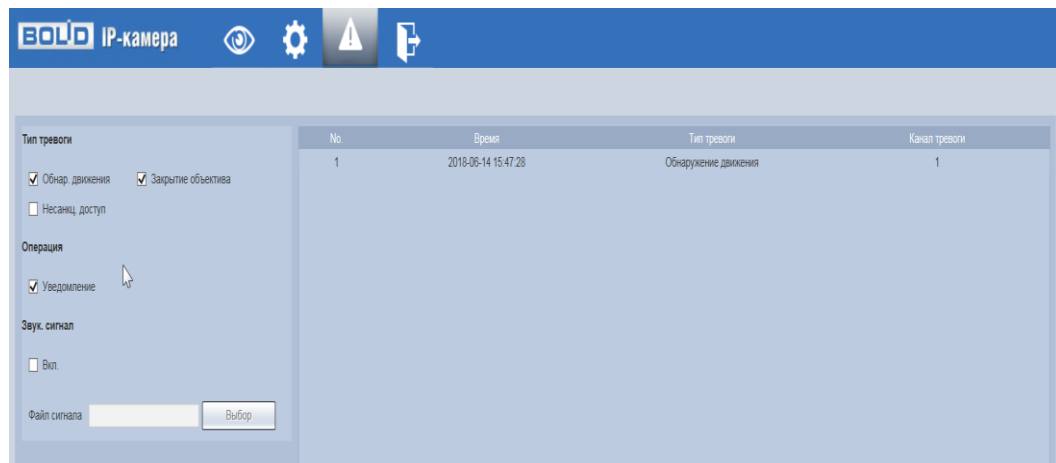 BOLID IP-камера
Тип тревоги
Обнар. движения Закрытие объектива
Несанкц. доступ
Операция
Уведомление
Звук. сигнал
Вкл.
Файл сигнала Выбор
No. Время Тип тревоги Канал тревоги
1 2018-06-14 15:47:28 Обнаружение движения 1